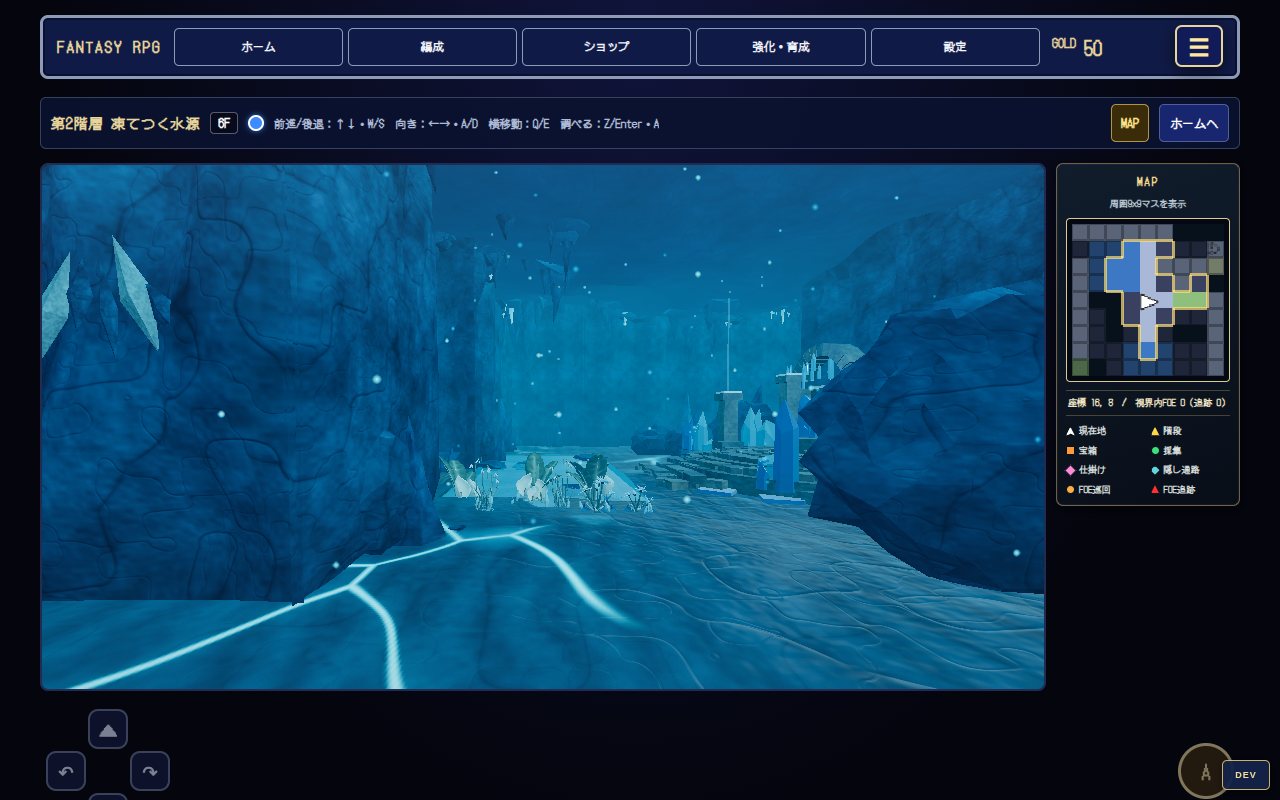 FANTASY RPG
ホーム
編成
ショップ
強化・育成
設定
GOLD 50
第2階層 凍てつく水源
6F
前進/後退：↑↓・W/S 向き：←→・A/D 横移動：Q/E 調べる：Z/Enter・A
MAP
ホームへ
MAP
周囲9x9マスを表示
座標 16, 8 / 視界内FOE 0 (追跡 0)
現在地
階段
宝箱
採集
仕掛け
隠し通路
FOE巡回
FOE追跡
A
DEV